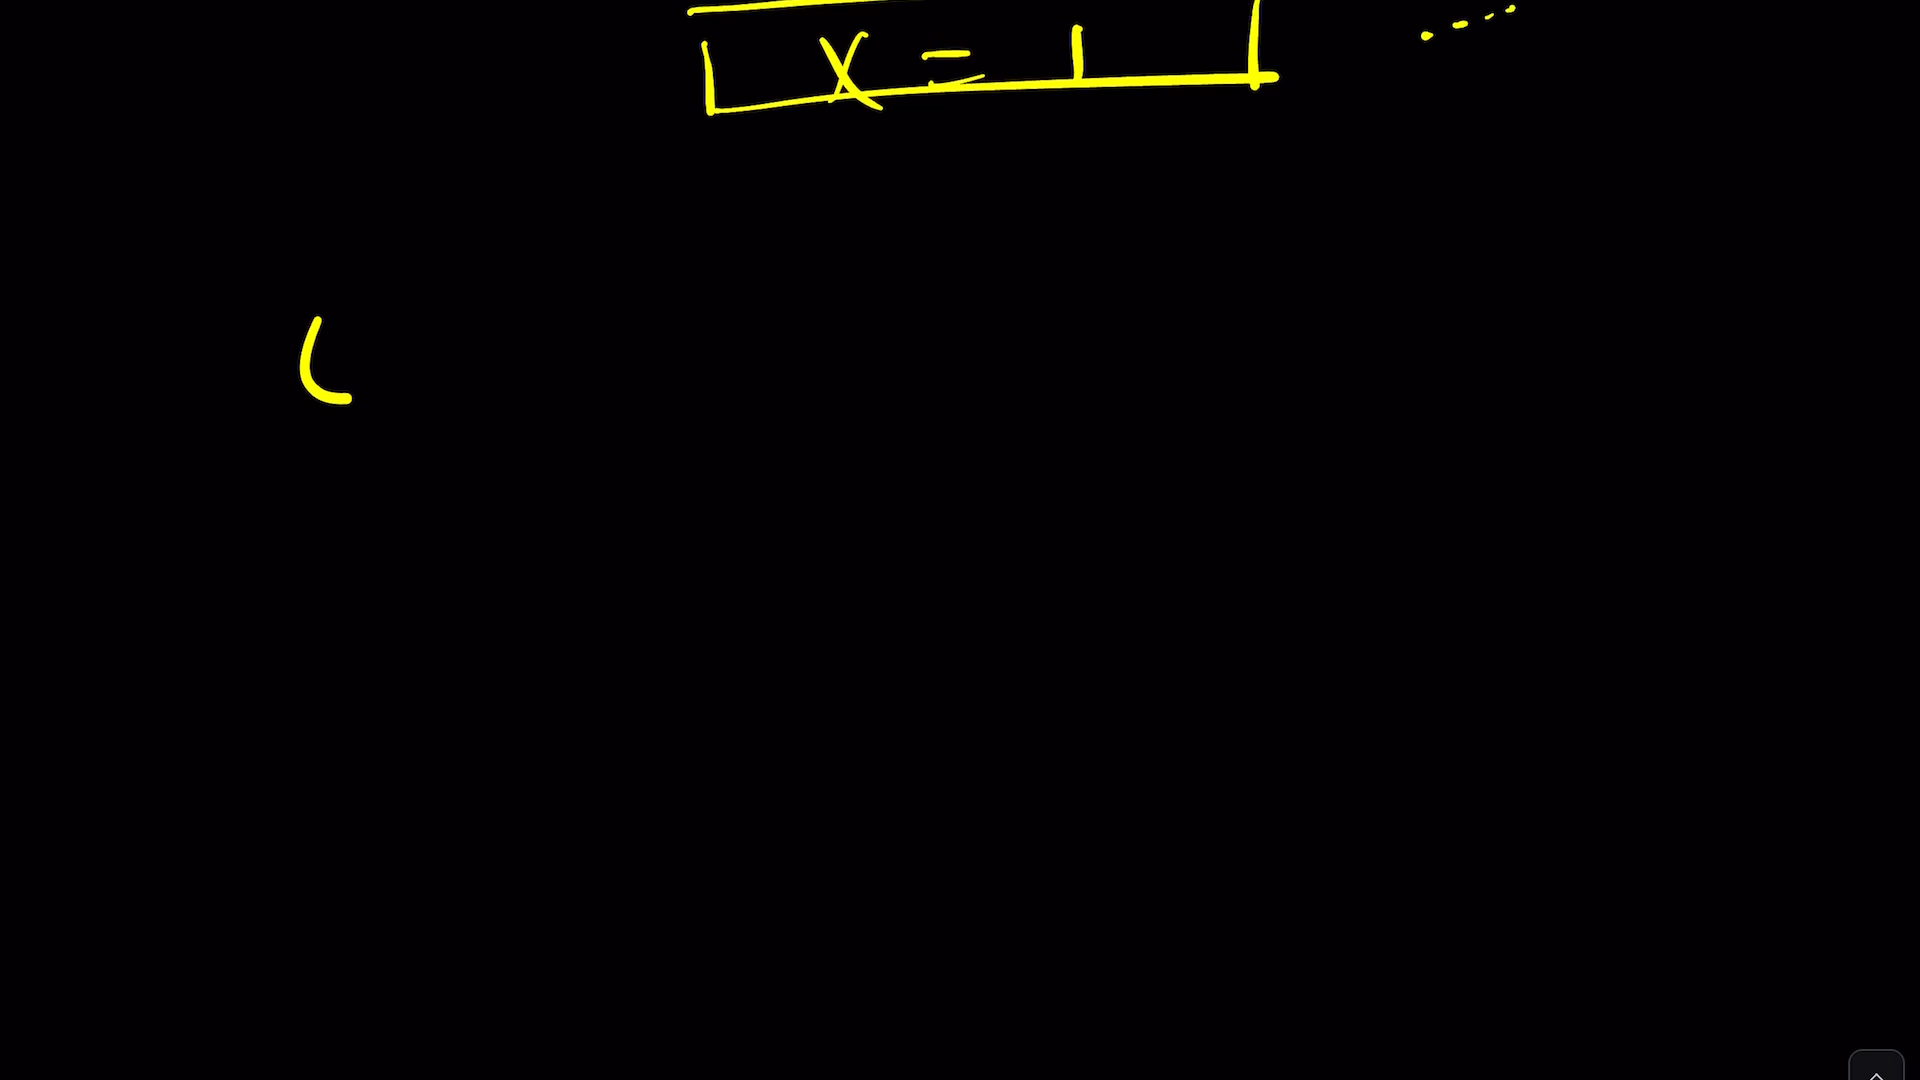 x = 1